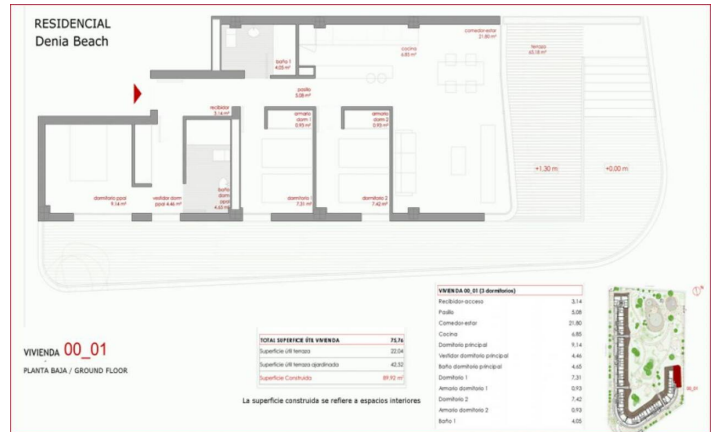 RESIDENCIAL
Denia Beach
comedor-estar
21,80 m²
cocina
6,85 m²
terraza
baño 1
4,05 m²
pasillo
5,08 m²
recibidor
armario
dorm 1
0,93 m²
armario
dorm 2
0,93 m²
+1.30 m
+0.00 m
dormitorio ppal
9,14 m²
vestidor dorm
ppal 4,46 m²
baño
dorm
ppal
4,65 m²
dormitorio 1
7,31 m²
dormitorio 2
7,42 m²
VIVIENDA 00_01
PLANTA BAJA / GROUND FLOOR
TOTAL SUPERFICIE ÚTIL VIVIENDA 75,76
Superficie útil terraza 22,04
Superficie útil terraza ajardinada 42,52
Superficie Construida 89,92 m²
La superficie construida se refiere a espacios interiores
VIVIENDA 00_01 (3 dormitorios)
Recibidor-acceso 3,14
Pasillo 5,08
Comedor-estar 21,80
Cocina 6,85
Dormitorio principal 9,14
Vestidor dormitorio principal 4,46
Baño dormitorio principal 4,65
Dormitorio 1 7,31
Armario dormitorio 1 0,93
Dormitorio 2 7,42
Armario dormitorio 2 0,93
Baño 1 4,05
00_01